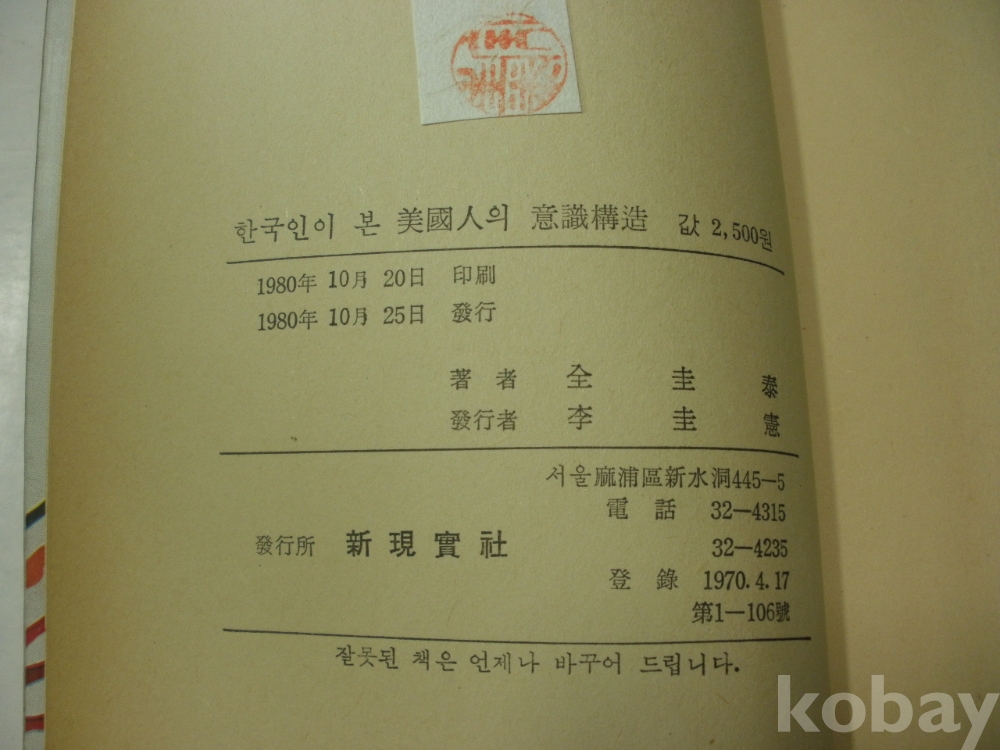 한국인이 본 美國人의 意識構造 값 2,500원
1980年 10月 20日 印刷
1980年 10月 25日 發行
著者 全圭泰
發行者 李圭憲
서울麻浦區新水洞445—5
電話 32—4315
發行所 新現實社 32—4235
登錄 1970.4.17
第1—106號
잘못된 책은 언제나 바꾸어 드립니다.
kobay